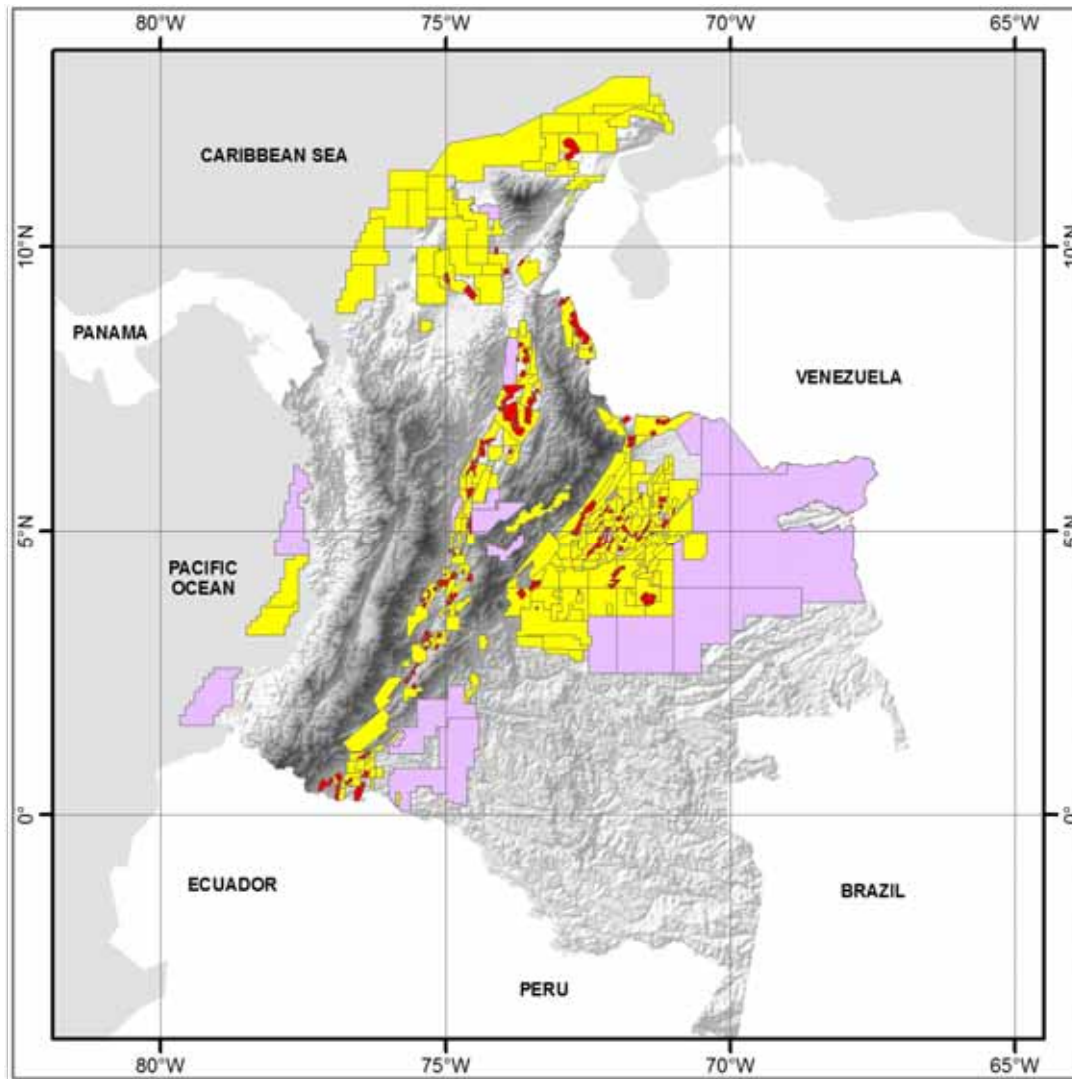 80°W 75°W 70°W 65°W
CARIBBEAN SEA
10°N 10°N
PANAMA
VENEZUELA
5°N 5°N
PACIFIC
OCEAN
0° 0°
ECUADOR
BRAZIL
PERU
80°W 75°W 70°W 65°W